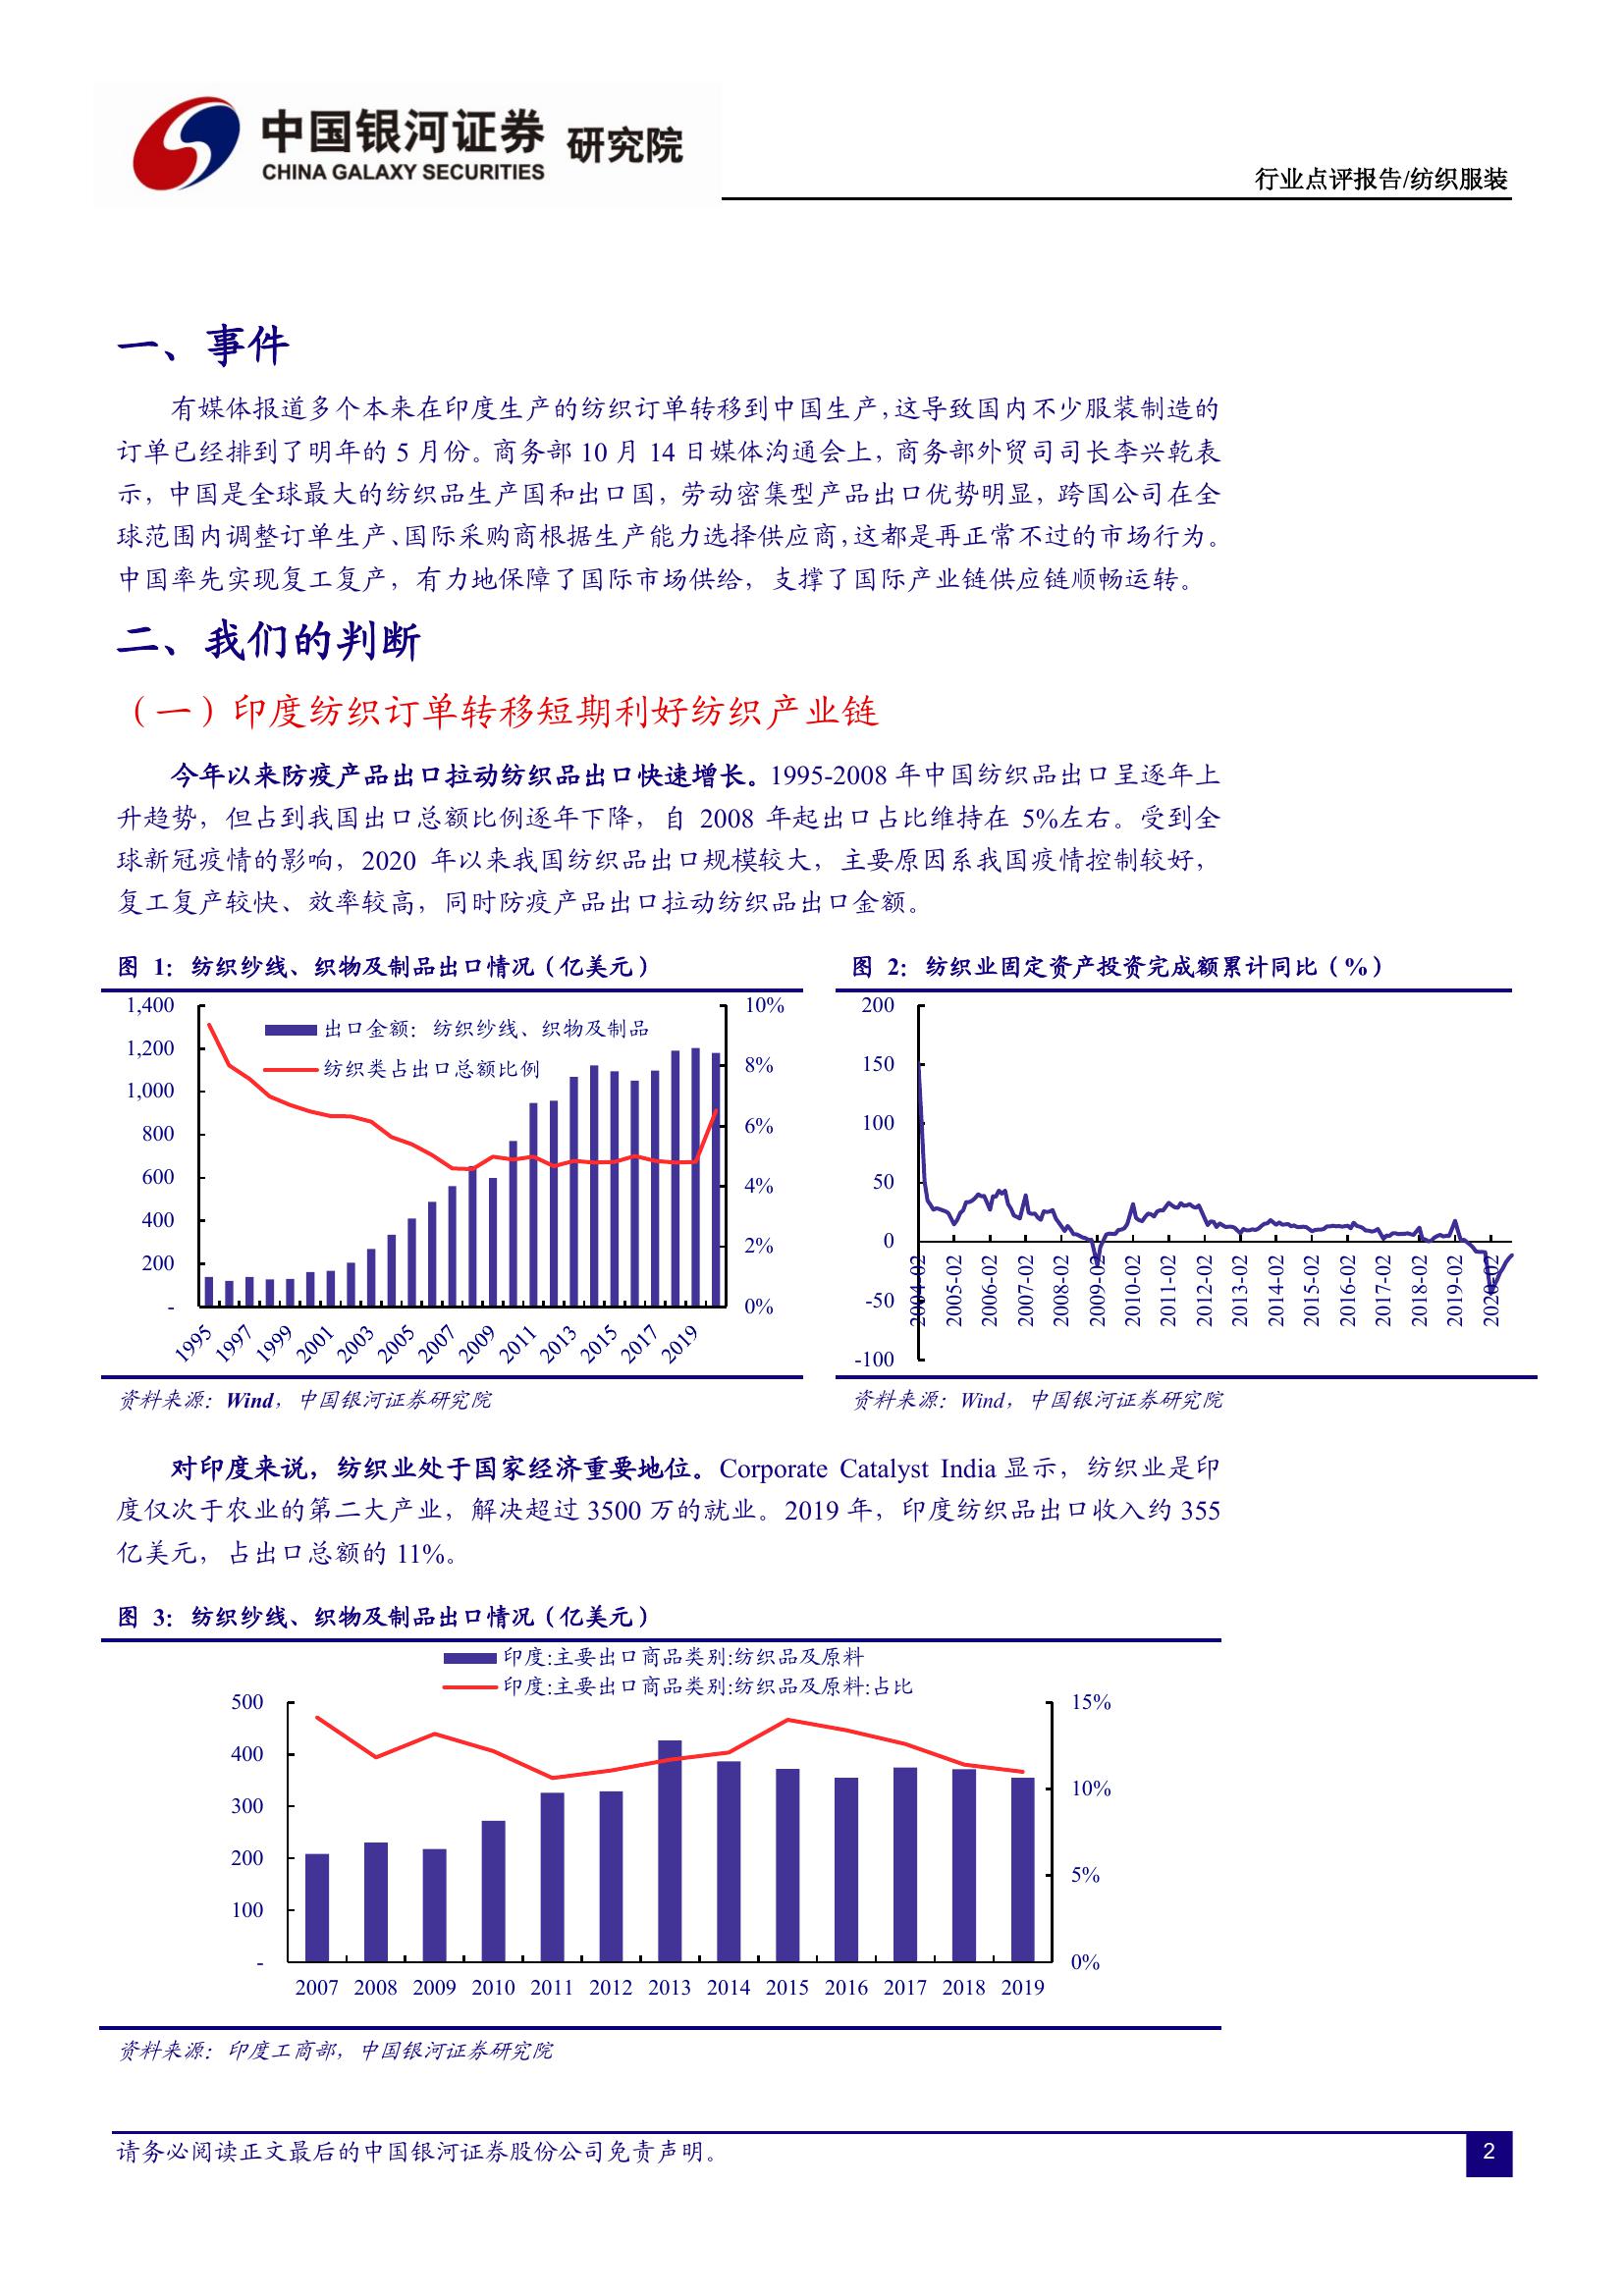 中国银河证券 研究院
CHINA GALAXY SECURITIES
行业点评报告/纺织服装
一、事件
有媒体报道多个本来在印度生产的纺织订单转移到中国生产，这导致国内不少服装制造的
订单已经排到了明年的 5 月份。商务部 10 月 14 日媒体沟通会上，商务部外贸司司长李兴乾表
示，中国是全球最大的纺织品生产国和出口国，劳动密集型产品出口优势明显，跨国公司在全
球范围内调整订单生产、国际采购商根据生产能力选择供应商，这都是再正常不过的市场行为。
中国率先实现复工复产，有力地保障了国际市场供给，支撑了国际产业链供应链顺畅运转。
二、我们的判断
（一）印度纺织订单转移短期利好纺织产业链
今年以来防疫产品出口拉动纺织品出口快速增长。1995-2008 年中国纺织品出口呈逐年上
升趋势，但占到我国出口总额比例逐年下降，自 2008 年起出口占比维持在 5%左右。受到全
球新冠疫情的影响，2020 年以来我国纺织品出口规模较大，主要原因系我国疫情控制较好，
复工复产较快、效率较高，同时防疫产品出口拉动纺织品出口金额。
图 1：纺织纱线、织物及制品出口情况（亿美元）
1,400
1,200
1,000
800
600
400
200
-
10%
8%
6%
4%
2%
0%
出口金额：纺织纱线、织物及制品
纺织类占出口总额比例
1995 1997 1999 2001 2003 2005 2007 2009 2011 2013 2015 2017 2019
资料来源：Wind，中国银河证券研究院
图 2：纺织业固定资产投资完成额累计同比（%）
200
150
100
50
0
-50
-100
2004-02 2005-02 2006-02 2007-02 2008-02 2009-02 2010-02 2011-02 2012-02 2013-02 2014-02 2015-02 2016-02 2017-02 2018-02 2019-02 2020-02
资料来源：Wind，中国银河证券研究院
对印度来说，纺织业处于国家经济重要地位。Corporate Catalyst India 显示，纺织业是印
度仅次于农业的第二大产业，解决超过 3500 万的就业。2019 年，印度纺织品出口收入约 355
亿美元，占出口总额的 11%。
图 3：纺织纱线、织物及制品出口情况（亿美元）
印度:主要出口商品类别:纺织品及原料
印度:主要出口商品类别:纺织品及原料:占比
500
400
300
200
100
-
15%
10%
5%
0%
2007 2008 2009 2010 2011 2012 2013 2014 2015 2016 2017 2018 2019
资料来源：印度工商部，中国银河证券研究院
请务必阅读正文最后的中国银河证券股份公司免责声明。
2